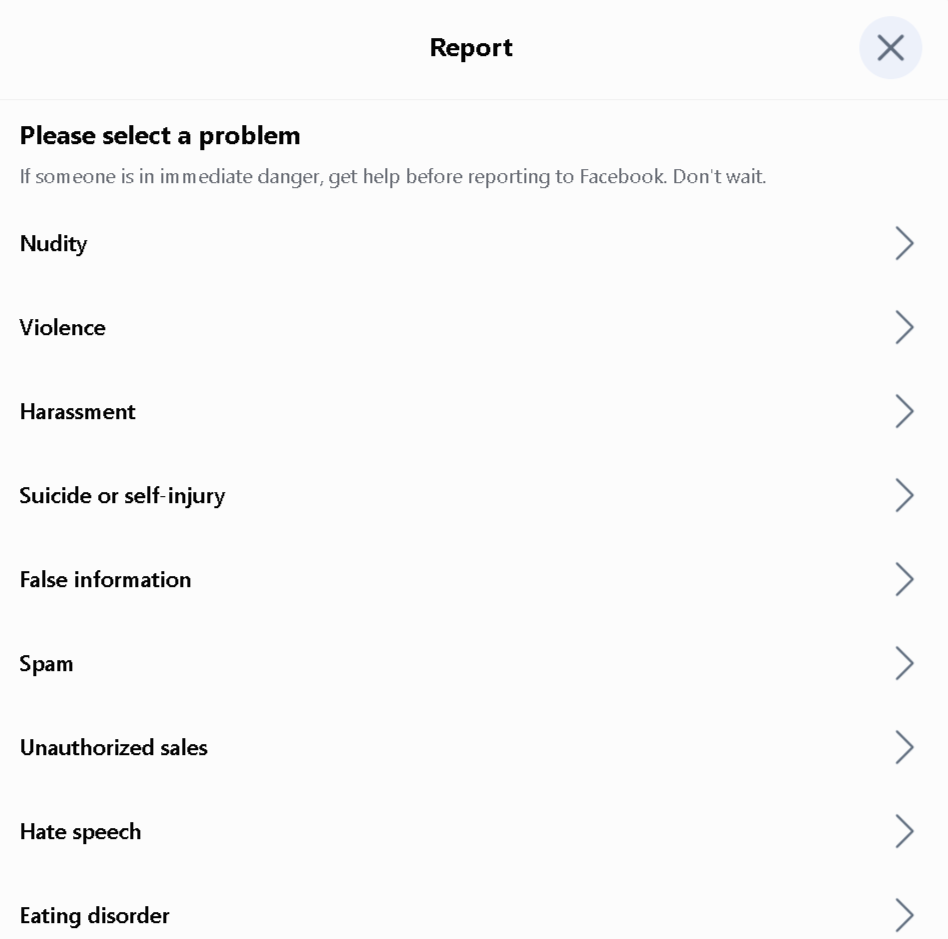 Report
Please select a problem
If someone is in immediate danger, get help before reporting to Facebook. Don't wait.
Nudity
Violence
Harassment
Suicide or self-injury
False information
Spam
Unauthorized sales
Hate speech
Eating disorder